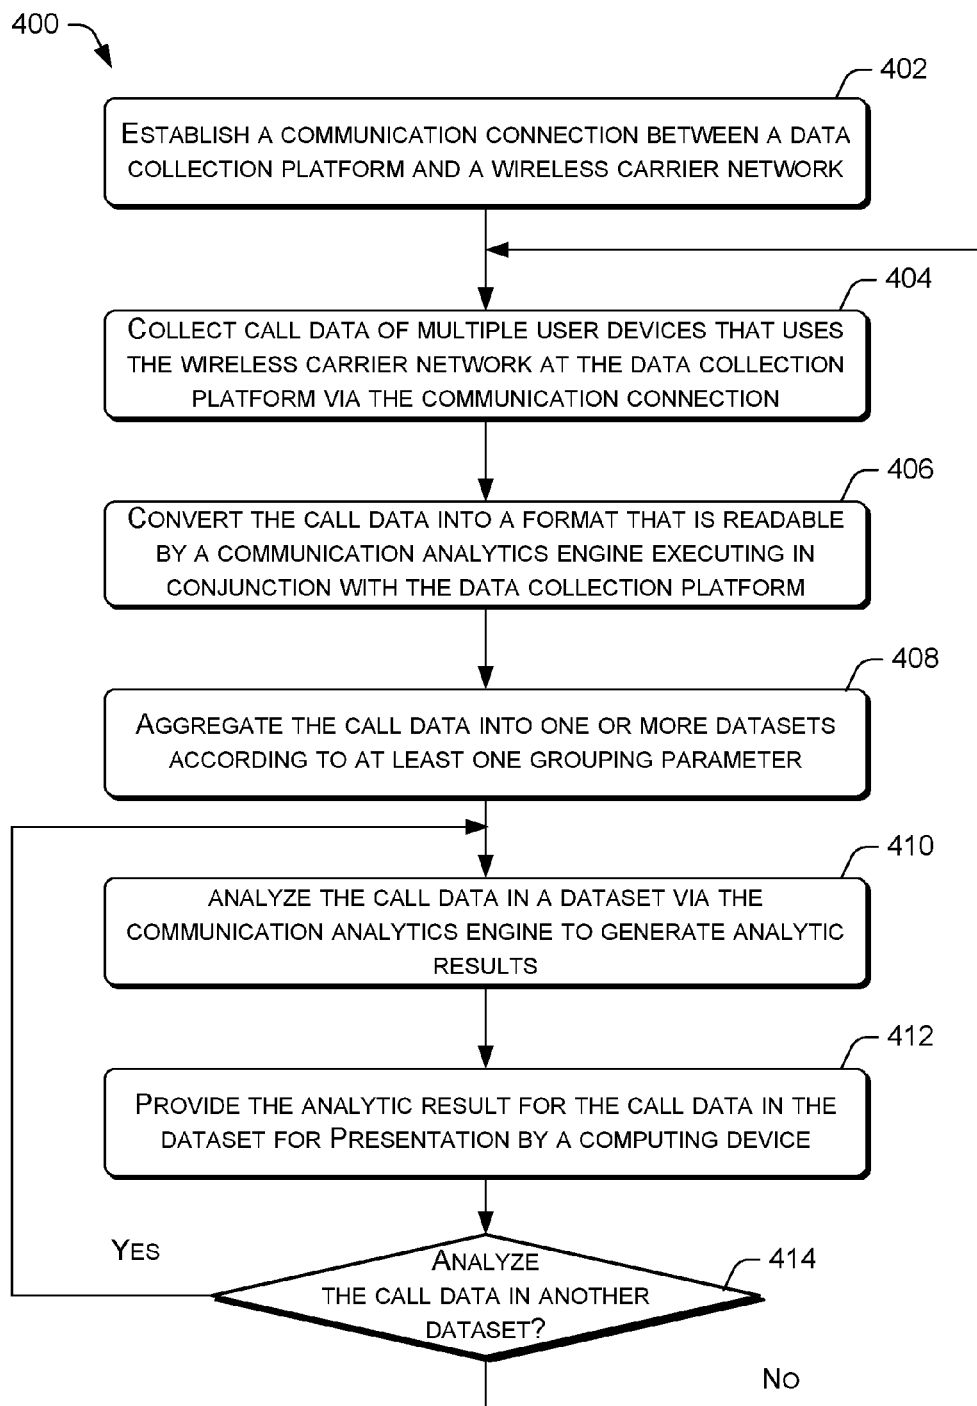 400
402
ESTABLISH A COMMUNICATION CONNECTION BETWEEN A DATA
COLLECTION PLATFORM AND A WIRELESS CARRIER NETWORK
404
COLLECT CALL DATA OF MULTIPLE USER DEVICES THAT USES
THE WIRELESS CARRIER NETWORK AT THE DATA COLLECTION
PLATFORM VIA THE COMMUNICATION CONNECTION
406
CONVERT THE CALL DATA INTO A FORMAT THAT IS READABLE
BY A COMMUNICATION ANALYTICS ENGINE EXECUTING IN
CONJUNCTION WITH THE DATA COLLECTION PLATFORM
408
AGGREGATE THE CALL DATA INTO ONE OR MORE DATASETS
ACCORDING TO AT LEAST ONE GROUPING PARAMETER
410
ANALYZE THE CALL DATA IN A DATASET VIA THE
COMMUNICATION ANALYTICS ENGINE TO GENERATE ANALYTIC
RESULTS
412
PROVIDE THE ANALYTIC RESULT FOR THE CALL DATA IN THE
DATASET FOR PRESENTATION BY A COMPUTING DEVICE
YES
414
ANALYZE
THE CALL DATA IN ANOTHER
DATASET?
NO